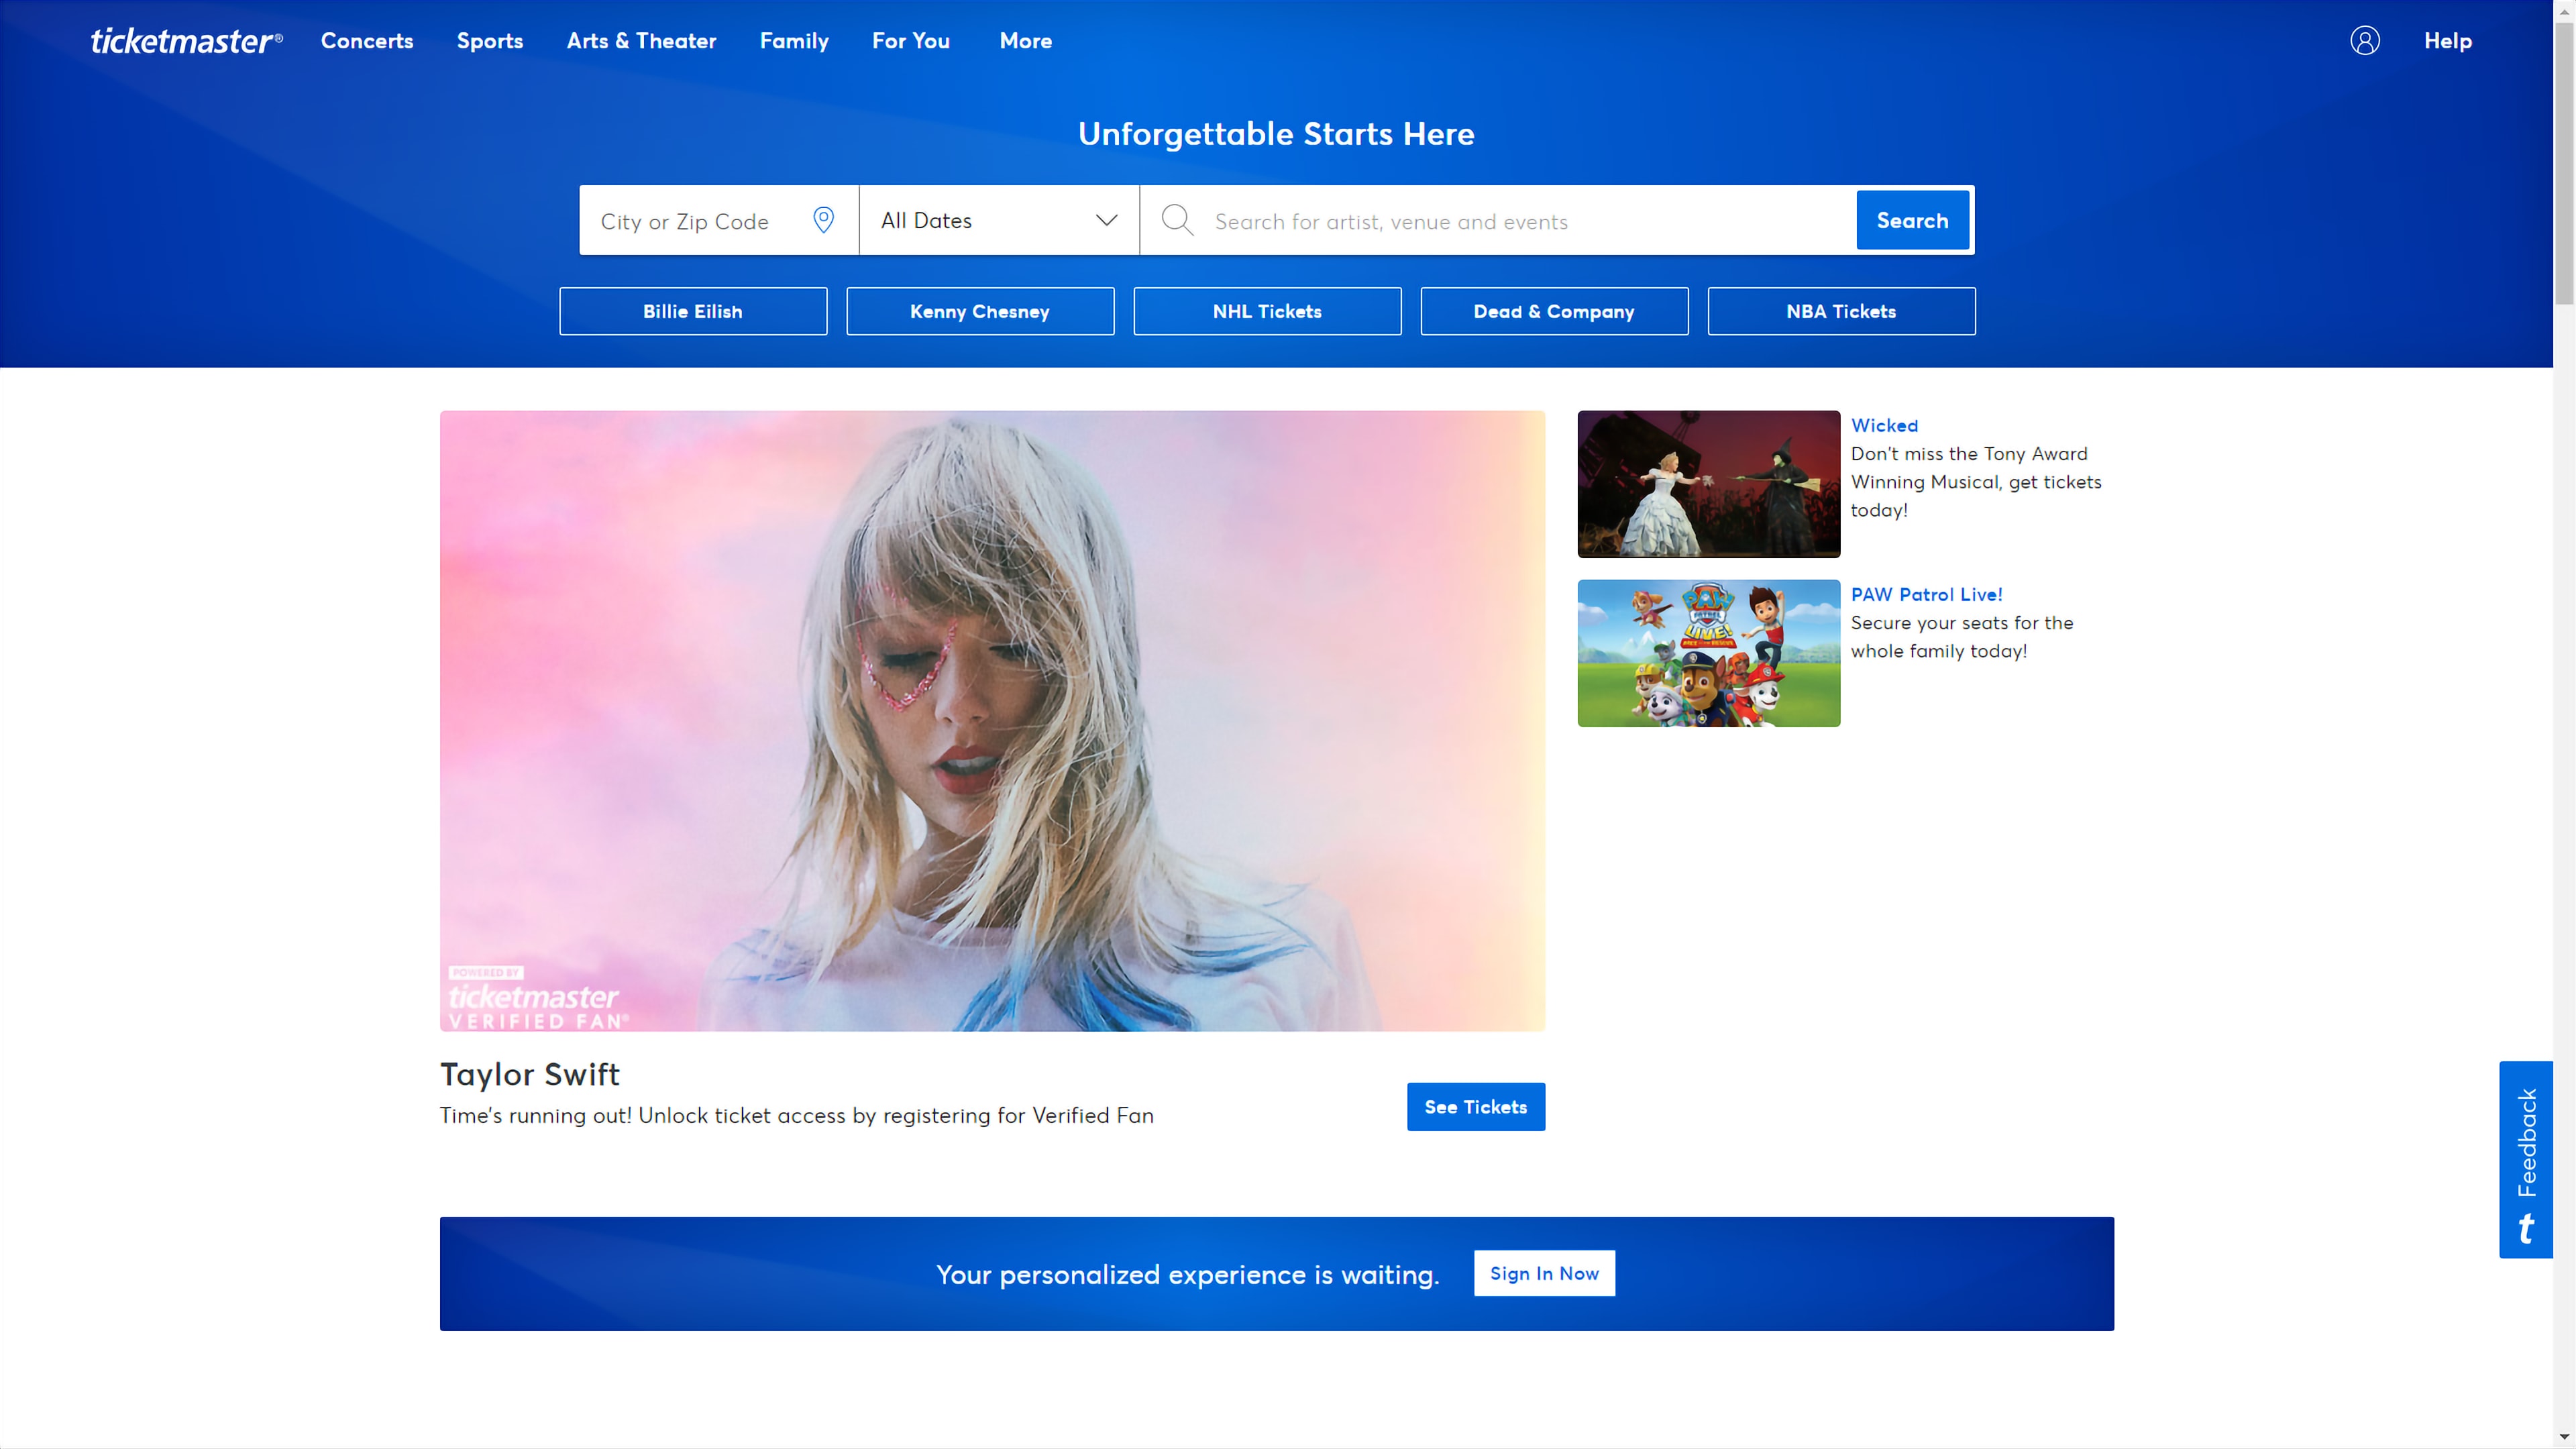 ticketmaster®
Concerts
Sports
Arts & Theater
Family
For You
More
Help
Unforgettable Starts Here
City or Zip Code
All Dates
Search for artist, venue and events
Search
Billie Eilish
Kenny Chesney
NHL Tickets
Dead & Company
NBA Tickets
POWERED BY
ticketmaster
VERIFIED FAN®
Taylor Swift
Time's running out! Unlock ticket access by registering for Verified Fan
See Tickets
Wicked
Don't miss the Tony Award
Winning Musical, get tickets
today!
PAW
PATROL
LIVE!
PAW Patrol Live!
Secure your seats for the
whole family today!
Your personalized experience is waiting.
Sign In Now
Feedback
t